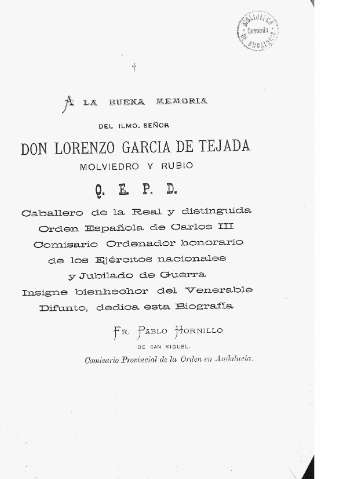 BIBLIOTECA
†
A LA BUENA MEMORIA
DEL ILMO. SEÑOR
DON LORENZO GARCIA DE TEJADA
MOLVIEDRO Y RUBIO
Q. E. P. D.
Caballero de la Real y distinguida
Orden Española de Carlos III
Comisario Ordenador honorario
de los Ejércitos nacionales
y Jubilado de Guerra
Insigne bienhechor del Venerable
Difunto, dedica esta Biografía
FR. PABLO HORNILLO
DE SAN MIGUEL.
Comisario Provincial de la Orden en Andalucia.